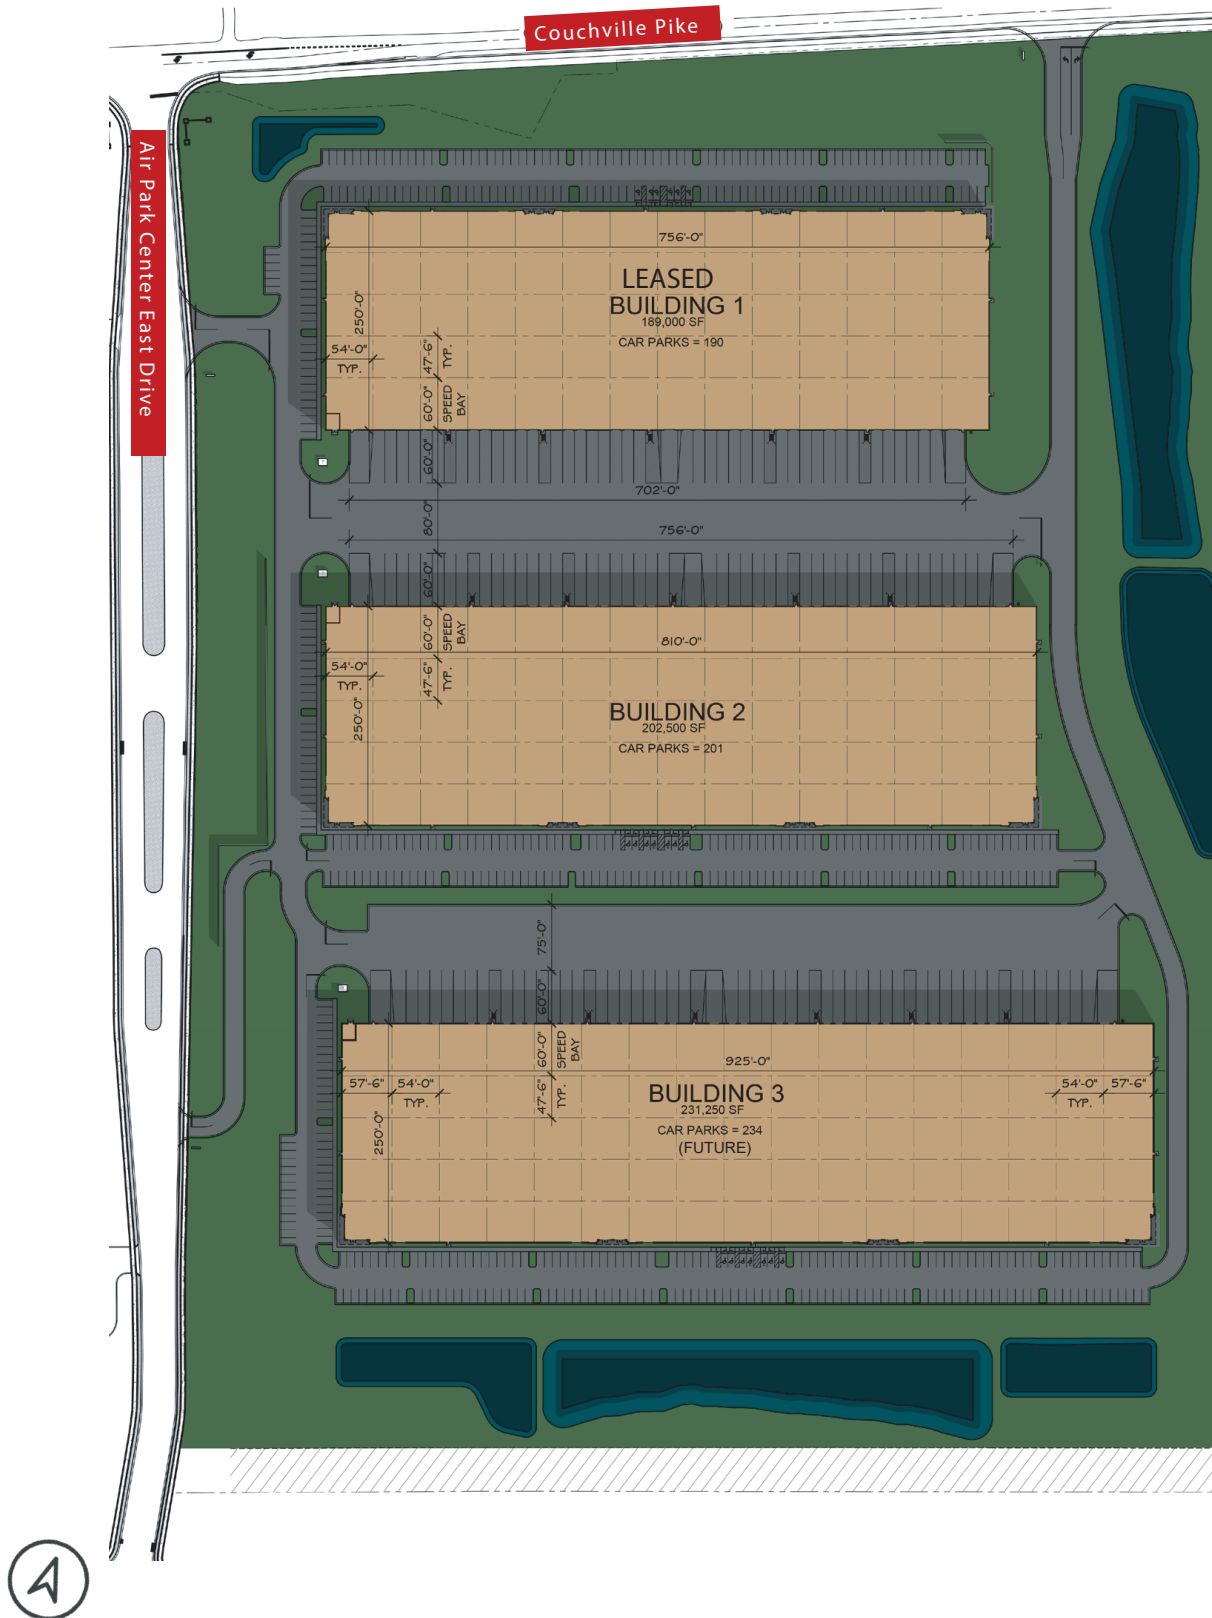 Couchville Pike
Air Park Center East Drive
756'-0"
LEASED
BUILDING 1
189,000 SF
CAR PARKS = 190
250'-0"
54'-0"
TYP.
47'-6"
TYP.
60'-0"
SPEED
BAY
60'-0"
702'-0"
80'-0"
756'-0"
60'-0"
60'-0"
SPEED
BAY
810'-0"
54'-0"
TYP.
47'-6"
TYP.
250'-0"
BUILDING 2
202,500 SF
CAR PARKS = 201
75'-0"
60'-0"
60'-0"
SPEED
BAY
925'-0"
57'-6"
54'-0"
TYP.
47'-6"
TYP.
250'-0"
BUILDING 3
231,250 SF
CAR PARKS = 234
(FUTURE)
54'-0"
57'-6"
TYP.